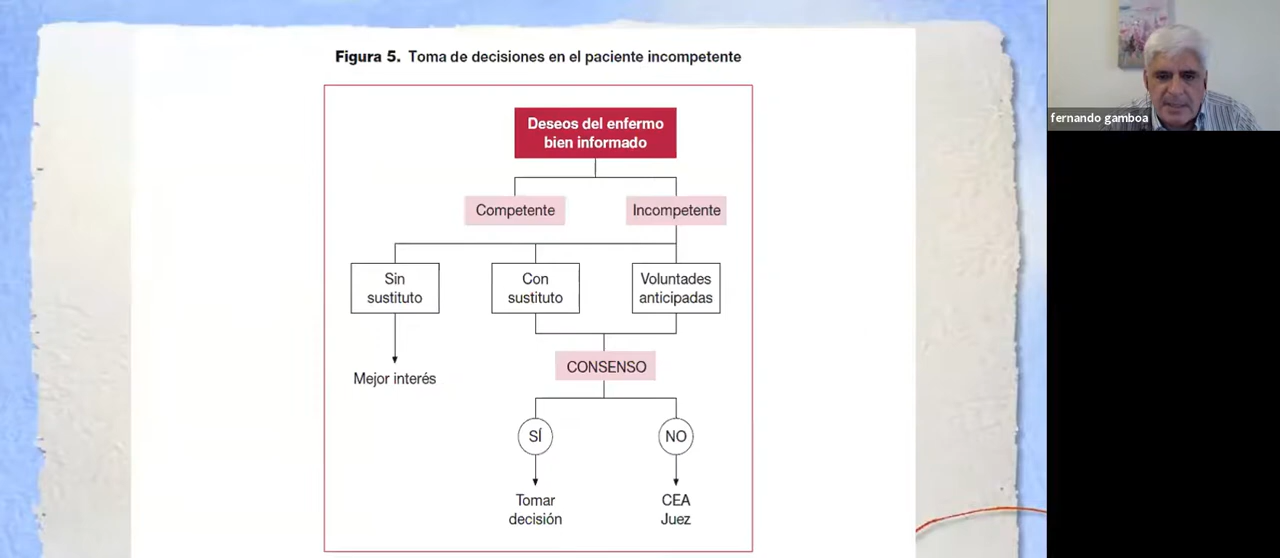 Figura 5. Toma de decisiones en el paciente incompetente
Deseos del enfermo
bien informado
Competente
Incompetente
Sin
sustituto
Con
sustituto
Voluntades
anticipadas
CONSENSO
Mejor interés
SÍ
NO
Tomar
decisión
CEA
Juez
fernando gamboa